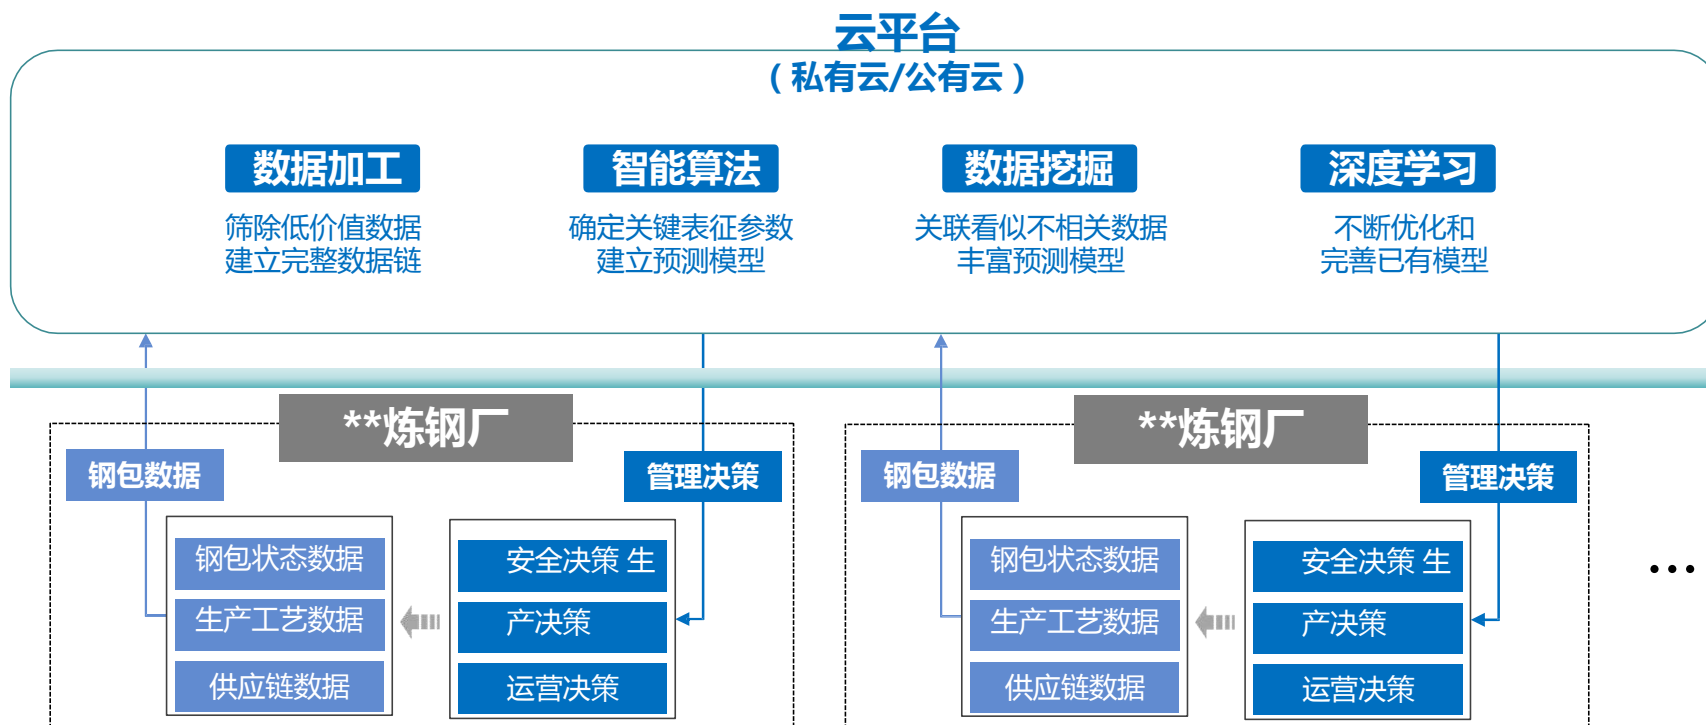 云平台
（私有云/公有云）
数据加工 智能算法 数据挖掘 深度学习
筛除低价值数据 确定关键表征参数 关联看似不相关数据 不断优化和
建立完整数据链 建立预测模型 丰富预测模型 完善已有模型
**炼钢厂 **炼钢厂
钢包数据 管理决策 钢包数据 管理决策
钢包状态数据 安全决策 生 钢包状态数据 安全决策 生
生产工艺数据 产决策 生产工艺数据 产决策
供应链数据 运营决策 供应链数据 运营决策
…